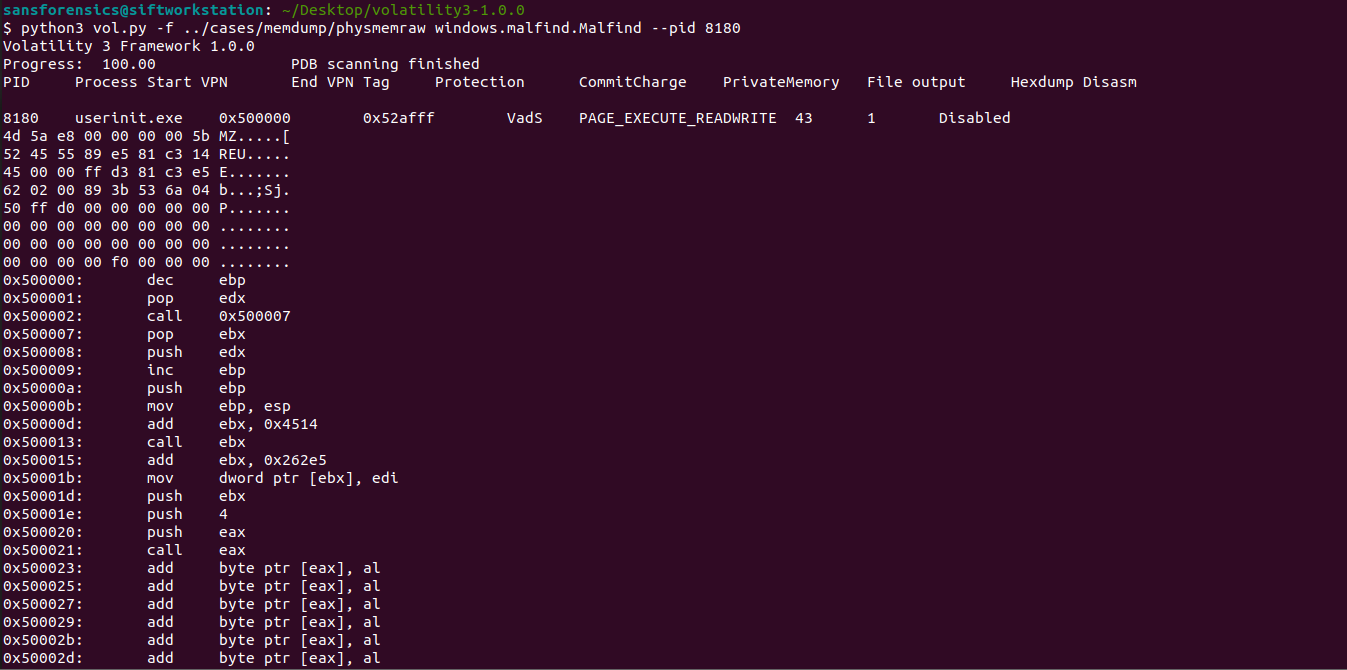 sansforensics@siftworkstation: ~/Desktop/volatility3-1.0.0
$ python3 vol.py -f ../cases/memdump/physmemraw windows.malfind.Malfind --pid 8180
Volatility 3 Framework 1.0.0
Progress:  100.00               PDB scanning finished
PID     Process Start VPN       End VPN Tag     Protection      CommitCharge    PrivateMemory   File output     Hexdump Disasm
8180    userinit.exe    0x500000        0x52afff        VadS    PAGE_EXECUTE_READWRITE  43      1       Disabled
4d 5a e8 00 00 00 00 5b MZ.....[
52 45 55 89 e5 81 c3 14 REU.....
45 00 00 ff d3 81 c3 e5 E.......
62 02 00 89 3b 53 6a 04 b...;Sj.
50 ff d0 00 00 00 00 00 P.......
00 00 00 00 00 00 00 00 ........
00 00 00 00 00 00 00 00 ........
00 00 00 00 f0 00 00 00 ........
0x500000:       dec     ebp
0x500001:       pop     edx
0x500002:       call    0x500007
0x500007:       pop     ebx
0x500008:       push    edx
0x500009:       inc     ebp
0x50000a:       push    ebp
0x50000b:       mov     ebp, esp
0x50000d:       add     ebx, 0x4514
0x500013:       call    ebx
0x500015:       add     ebx, 0x262e5
0x50001b:       mov     dword ptr [ebx], edi
0x50001d:       push    ebx
0x50001e:       push    4
0x500020:       push    eax
0x500021:       call    eax
0x500023:       add     byte ptr [eax], al
0x500025:       add     byte ptr [eax], al
0x500027:       add     byte ptr [eax], al
0x500029:       add     byte ptr [eax], al
0x50002b:       add     byte ptr [eax], al
0x50002d:       add     byte ptr [eax], al